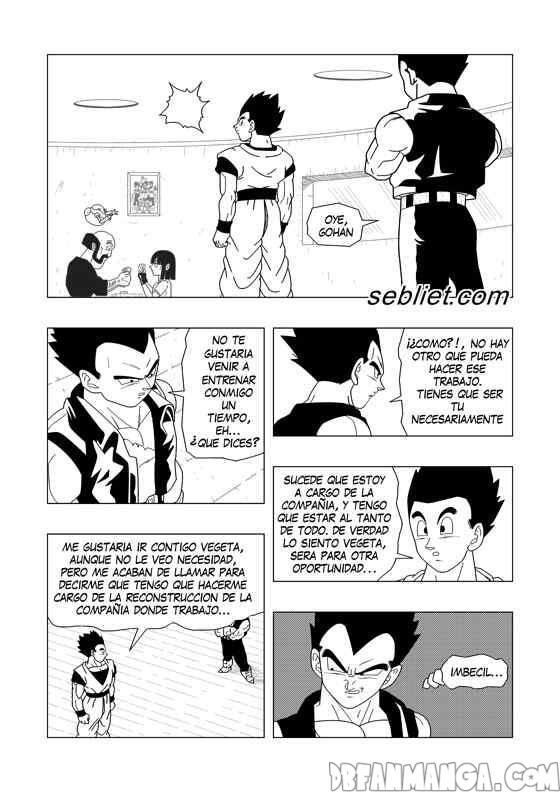 OYE,
GOHAN
sebliet.com
NO TE
GUSTARIA
VENIR A
ENTRENAR
CONMIGO
UN
TIEMPO,
EH...
¿QUE DICES?
ME GUSTARIA IR CONTIGO VEGETA,
AUNQUE NO LE VEO NECESIDAD,
PERO ME ACABAN DE LLAMAR PARA
DECIRME QUE TENGO QUE HACERME
CARGO DE LA RECONSTRUCCION DE LA
COMPAÑIA DONDE TRABAJO...
¡¿COMO?!, NO HAY
OTRO QUE PUEDA
HACER ESE
TRABAJO.
TIENES QUE SER
TU
NECESARIAMENTE
SUCEDE QUE ESTOY
A CARGO DE LA
COMPAÑIA, Y TENGO
QUE ESTAR AL TANTO
DE TODO. DE VERDAD
LO SIENTO VEGETA,
SERA PARA OTRA
OPORTUNIDAD...
IMBECIL...
DBFANMANGA.COM